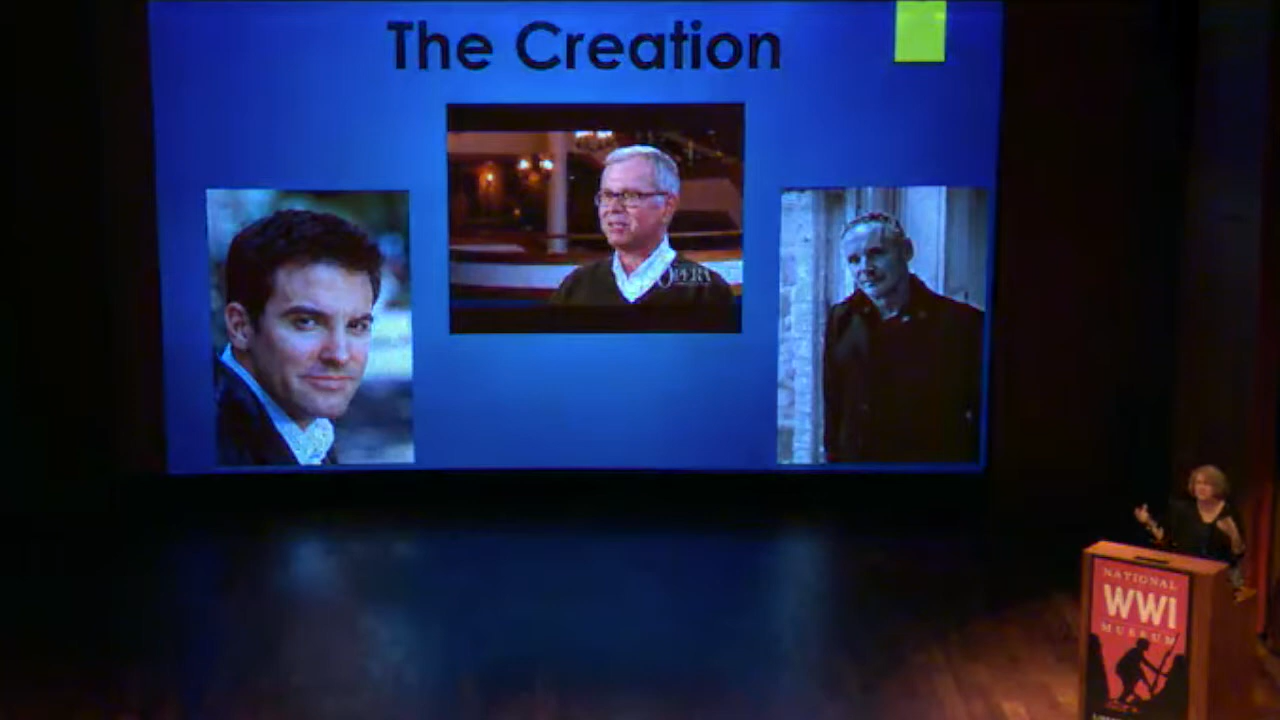 The Creation
OPERA
NATIONAL
WWI
MUSEUM